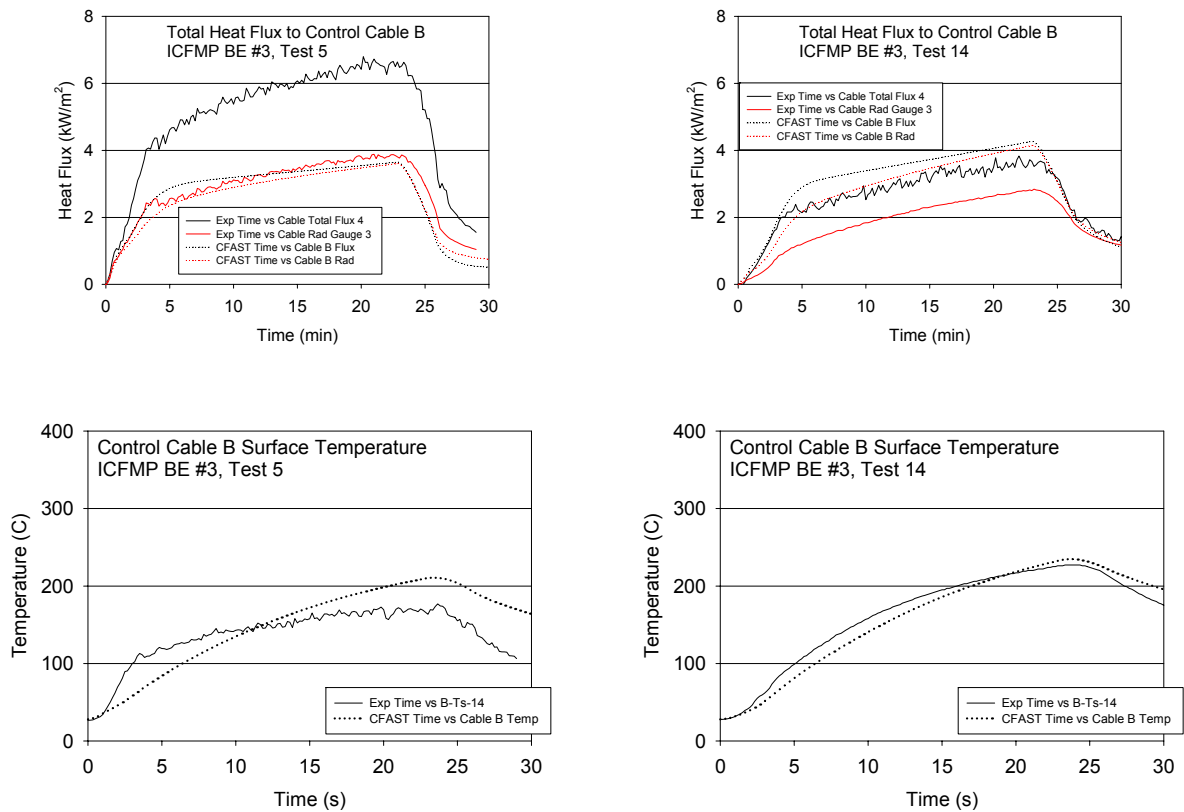 Total Heat Flux to Control Cable B
ICFMP BE #3, Test 5
Heat Flux (kW/m²)
8
6
4
2
0
Exp Time vs Cable Total Flux 4
Exp Time vs Cable Rad Gauge 3
CFAST Time vs Cable B Flux
CFAST Time vs Cable B Rad
0 5 10 15 20 25 30
Time (min)
Total Heat Flux to Control Cable B
ICFMP BE #3, Test 14
Heat Flux (kW/m²)
8
6
4
2
0
Exp Time vs Cable Total Flux 4
Exp Time vs Cable Rad Gauge 3
CFAST Time vs Cable B Flux
CFAST Time vs Cable B Rad
0 5 10 15 20 25 30
Time (min)
Control Cable B Surface Temperature
ICFMP BE #3, Test 5
Temperature (C)
400
300
200
100
0
Exp Time vs B-Ts-14
CFAST Time vs Cable B Temp
0 5 10 15 20 25 30
Time (s)
Control Cable B Surface Temperature
ICFMP BE #3, Test 14
Temperature (C)
400
300
200
100
0
Exp Time vs B-Ts-14
CFAST Time vs Cable B Temp
0 5 10 15 20 25 30
Time (s)